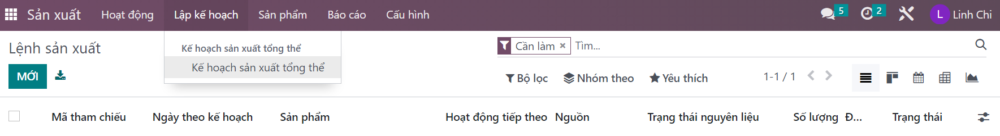 Sản xuất Hoạt động Lập kế hoạch Sản phẩm Báo cáo Cấu hình 5 2 L Linh Chi
Kế hoạch sản xuất tổng thể
Kế hoạch sản xuất tổng thể
Lệnh sản xuất
Cần làm × Tìm...
MỚI
Bộ lọc Nhóm theo Yêu thích 1-1 / 1
Mã tham chiếu Ngày theo kế hoạch Sản phẩm Hoạt động tiếp theo Nguồn Trạng thái nguyên liệu Số lượng Đ... Trạng thái